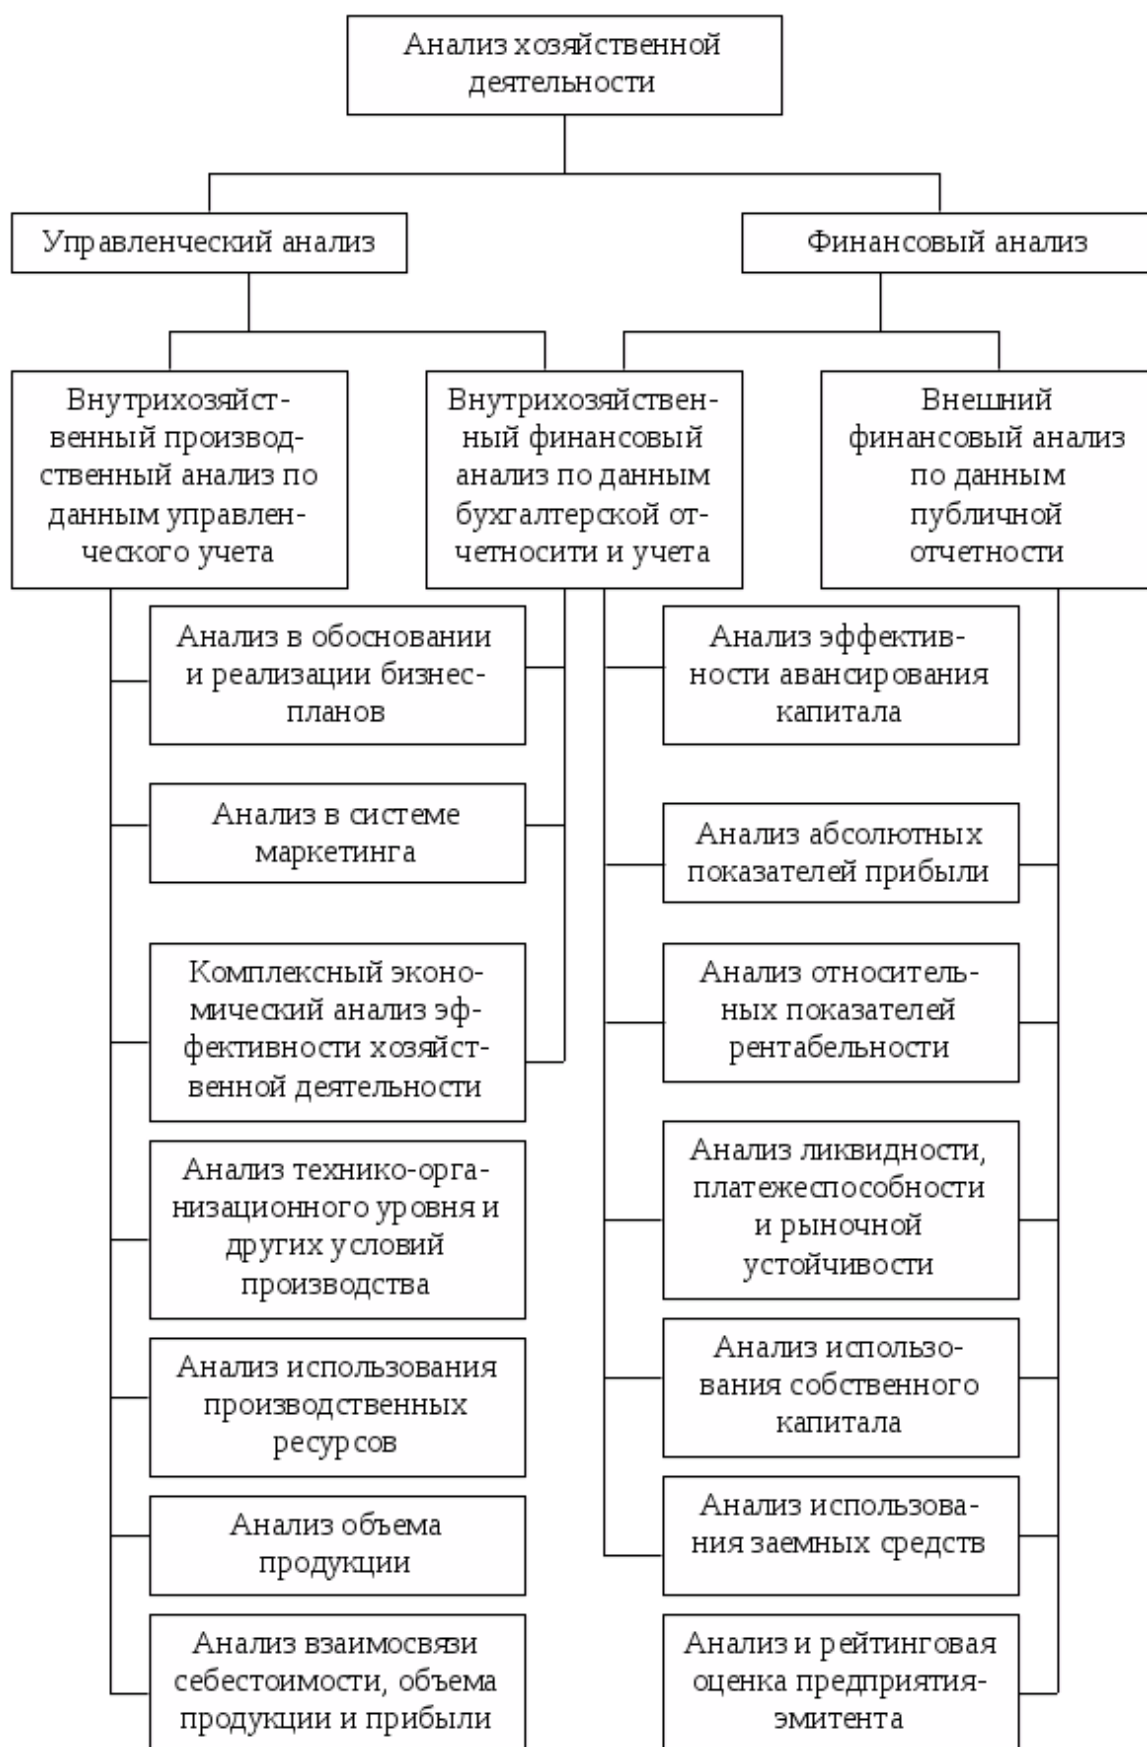 Анализ хозяйственной
деятельности
Управленческий анализ
Финансовый анализ
Внутрихозяйст-
венный производ-
ственный анализ по
данным управлен-
ческого учета
Внутрихозяйствен-
ный финансовый
анализ по данным
бухгалтерской от-
четносити и учета
Внешний
финансовый анализ
по данным
публичной
отчетности
Анализ в обосновании
и реализации бизнес-
планов
Анализ в системе
маркетинга
Комплексный эконо-
мический анализ эф-
фективности хозяйст-
венной деятельности
Анализ технико-орга-
низационного уровня и
других условий
производства
Анализ использования
производственных
ресурсов
Анализ объема
продукции
Анализ взаимосвязи
себестоимости, объема
продукции и прибыли
Анализ эффектив-
ности авансирования
капитала
Анализ абсолютных
показателей прибыли
Анализ относитель-
ных показателей
рентабельности
Анализ ликвидности,
платежеспособности
и рыночной
устойчивости
Анализ использо-
вания собственного
капитала
Анализ использова-
ния заемных средств
Анализ и рейтинговая
оценка предприятия-
эмитента